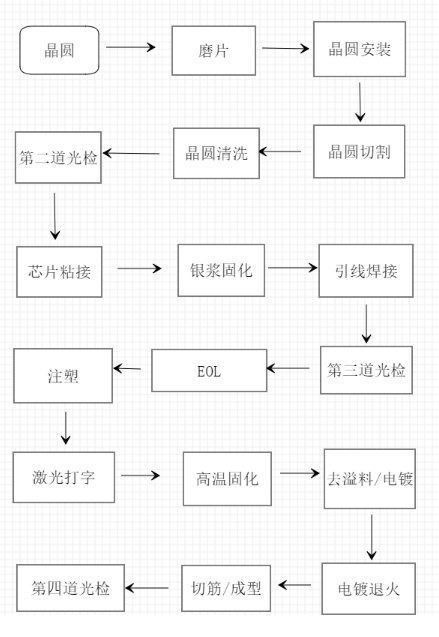 晶圆
磨片
晶圆安装
晶圆切割
晶圆清洗
第二道光检
芯片粘接
银浆固化
引线焊接
第三道光检
EOL
注塑
激光打字
高温固化
去溢料/电镀
电镀退火
切筋/成型
第四道光检